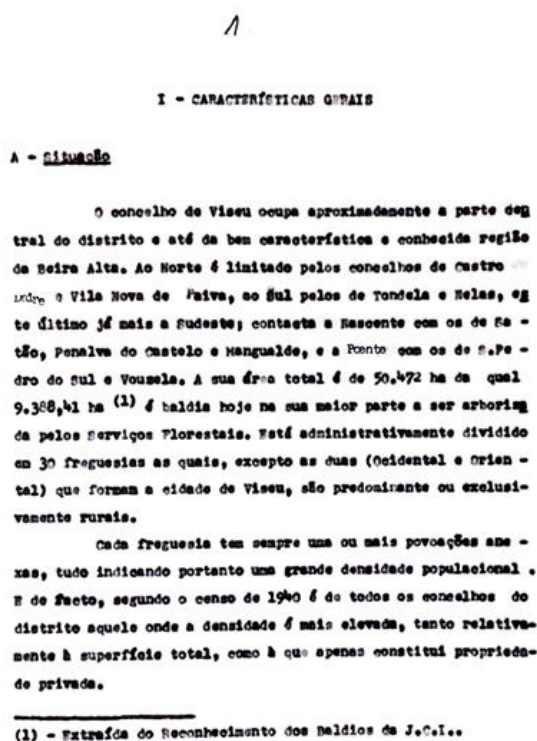 1
I - CARACTERÍSTICAS GERAIS
A - Situação
O concelho de Viseu ocupa aproximadamente a parte cen
tral do distrito e até da bem característica e conhecida região
da Beira Alta. Ao Norte é limitado pelos concelhos de Castro
Daire e Vila Nova de Paiva, ao Sul pelos de Tondela e Nelas, es
te último já mais a Sudeste; contacta a Nascente com os de Sa -
tão, Penalva do Castelo e Mangualde, e a Poente com os de S.Pe -
dro do Sul e Vouzela. A sua área total é de 50.472 ha da qual
9.388,41 ha (1) é baldia hoje na sua maior parte a ser arboriza
da pelos Serviços Florestais. Está administrativamente dividido
em 30 freguesias as quais, excepto as duas (Ocidental e Orien -
tal) que formam a cidade de Viseu, são predominante ou exclusi-
vamente rurais.
Cada freguesia tem sempre uma ou mais povoações ane -
xas, tudo indicando portanto uma grande densidade populacional .
E de facto, segundo o censo de 1940 é de todos os concelhos do
distrito aquele onde a densidade é mais elevada, tanto relativa-
mente à superfície total, como à que apenas constitui proprieda-
de privada.
(1) - Extraída do Reconhecimento dos Baldios da J.C.I..